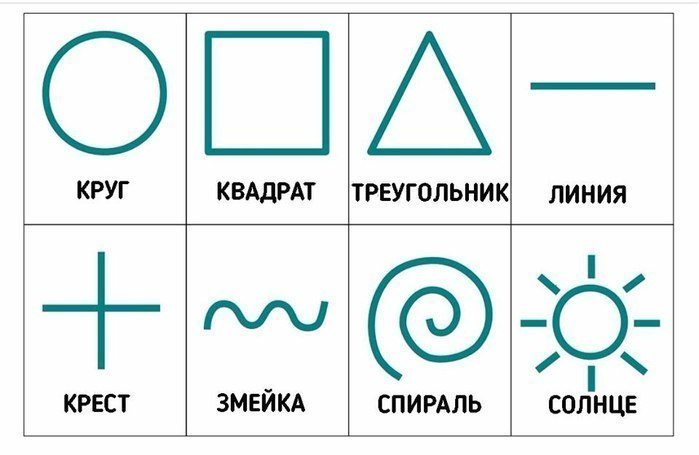 КРУГ
КВАДРАТ
ТРЕУГОЛЬНИК
ЛИНИЯ
КРЕСТ
ЗМЕЙКА
СПИРАЛЬ
СОЛНЦЕ